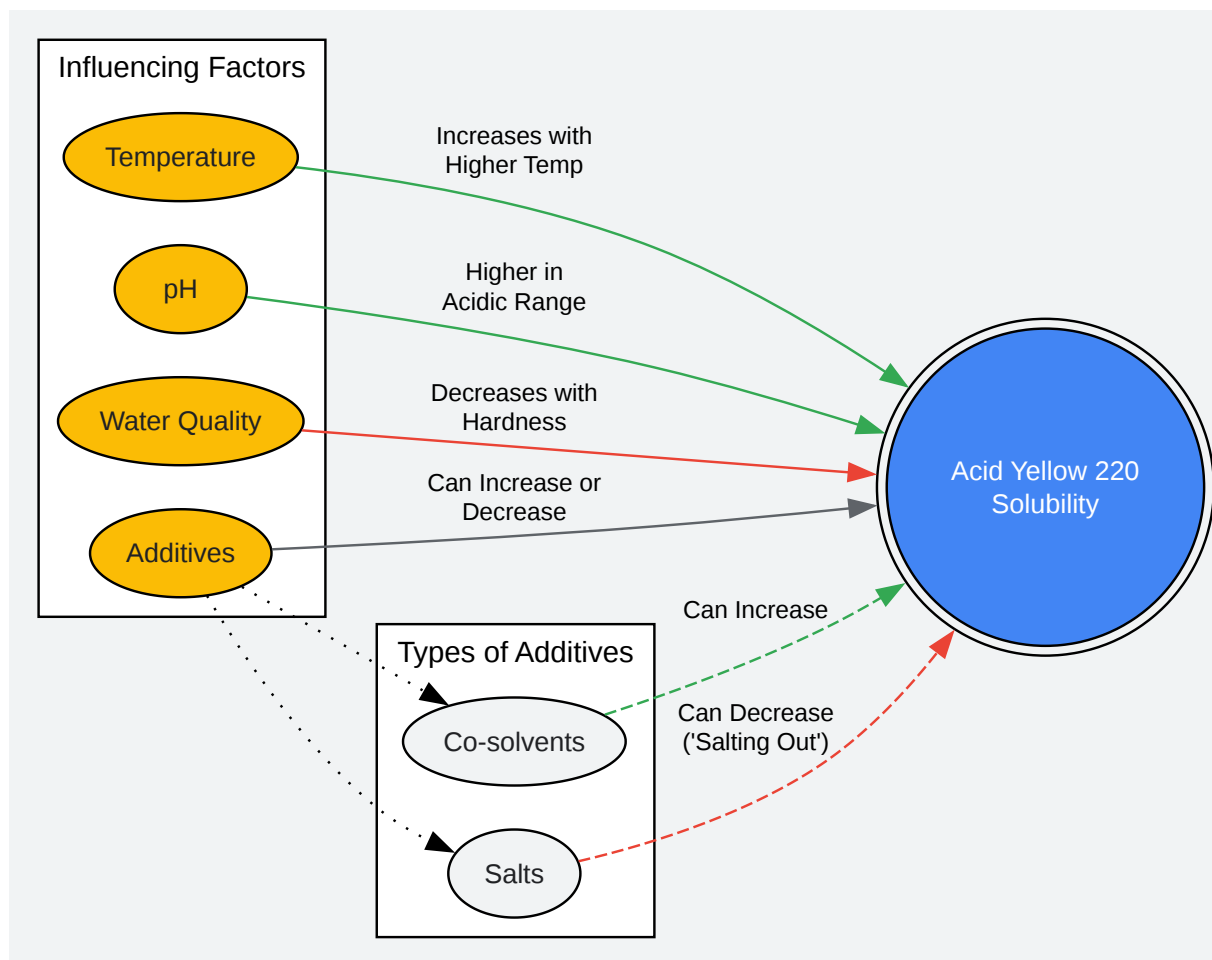 Influencing Factors
Temperature
pH
Water Quality
Additives
Increases with
Higher Temp
Higher in
Acidic Range
Decreases with
Hardness
Can Increase or
Decrease
Acid Yellow 220
Solubility
Types of Additives
Co-solvents
Salts
Can Increase
Can Decrease
('Salting Out')